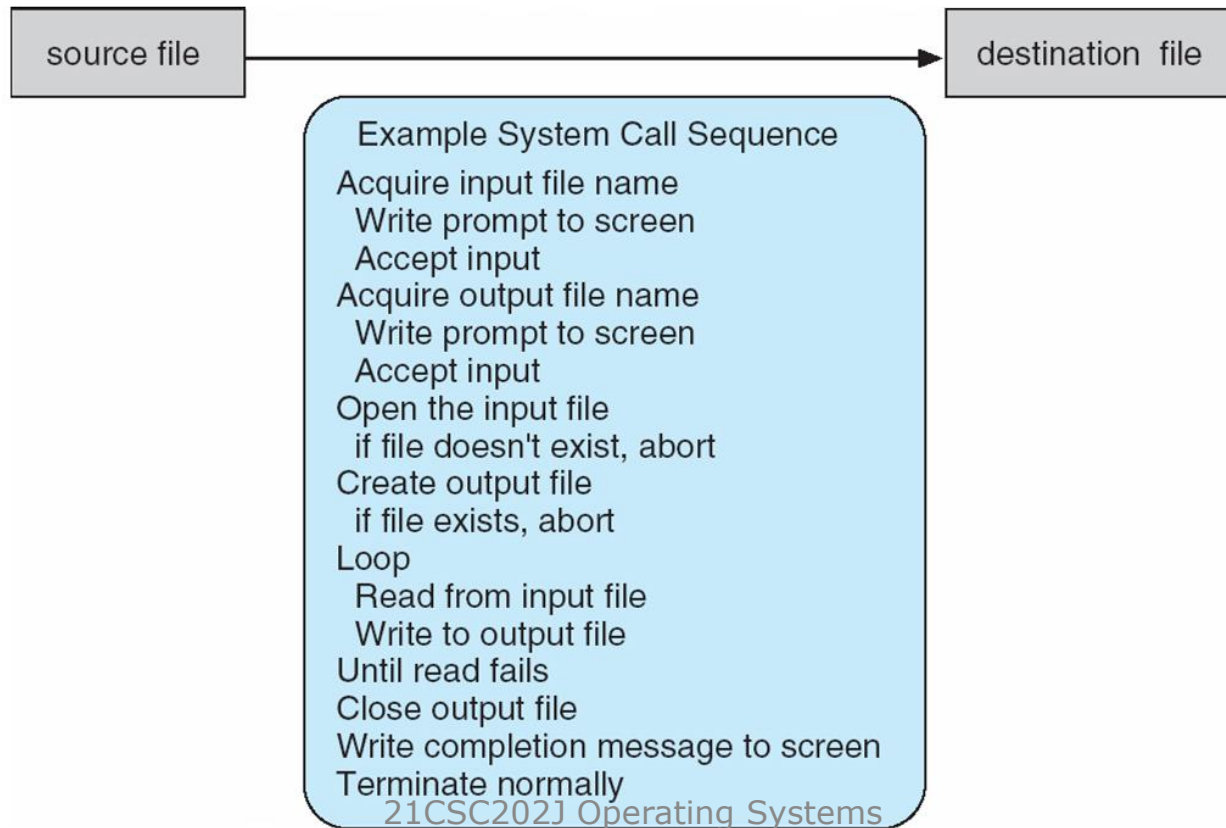 source file
destination file
Example System Call Sequence
Acquire input file name
Write prompt to screen
Accept input
Acquire output file name
Write prompt to screen
Accept input
Open the input file
if file doesn't exist, abort
Create output file
if file exists, abort
Loop
Read from input file
Write to output file
Until read fails
Close output file
Write completion message to screen
Terminate normally
21CSC202J Operating Systems